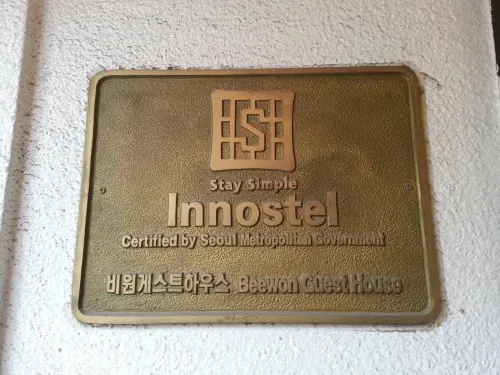 Stay Simple
Innostel
Certified by Seoul Metropolitan Government
비원게스트하우스 Beewon Guest House